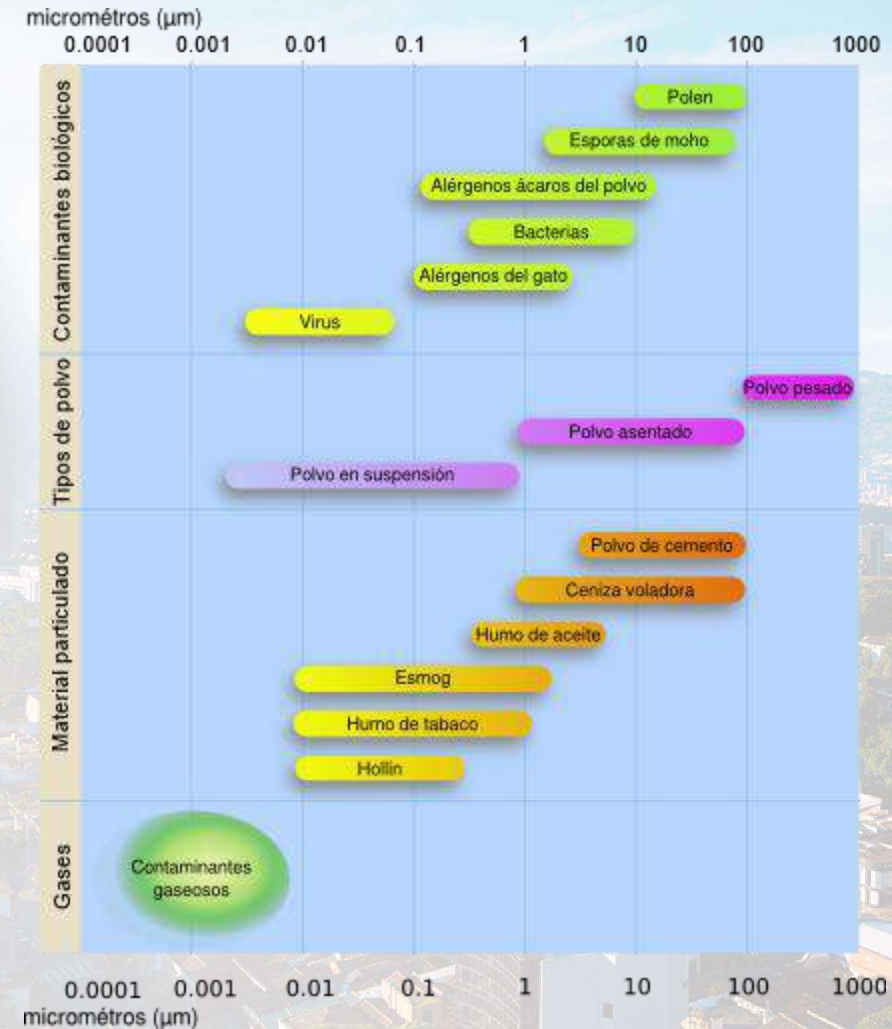 micrométros (μm)
0.0001 0.001 0.01 0.1 1 10 100 1000
Contaminantes biológicos
Polen
Esporas de moho
Alérgenos ácaros del polvo
Bacterias
Alérgenos del gato
Virus
Tipos de polvo
Polvo pesado
Polvo asentado
Polvo en suspensión
Material particulado
Polvo de cemento
Ceniza voladora
Humo de aceite
Esmog
Humo de tabaco
Hollin
Gases
Contaminantes
gaseosos
0.0001 0.001 0.01 0.1 1 10 100 1000
micrométros (μm)